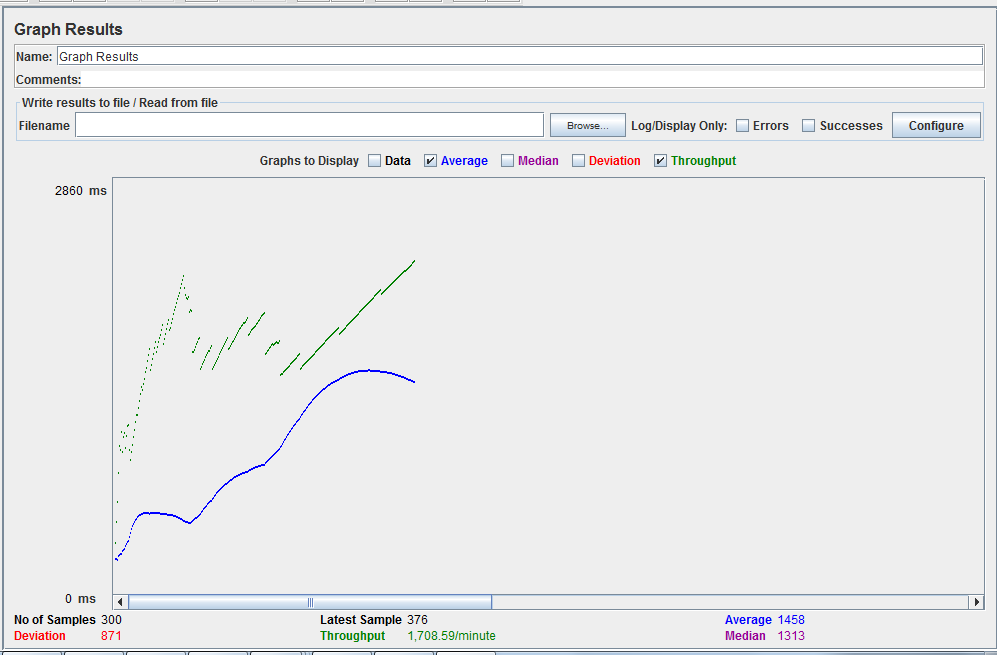 Graph Results
Name: Graph Results
Comments:
Write results to file / Read from file
Filename Browse... Log/Display Only: Errors Successes Configure
Graphs to Display Data Average Median Deviation Throughput
2860 ms
0 ms
No of Samples 300 Latest Sample 376 Average 1458
Deviation 871 Throughput 1,708.59/minute Median 1313